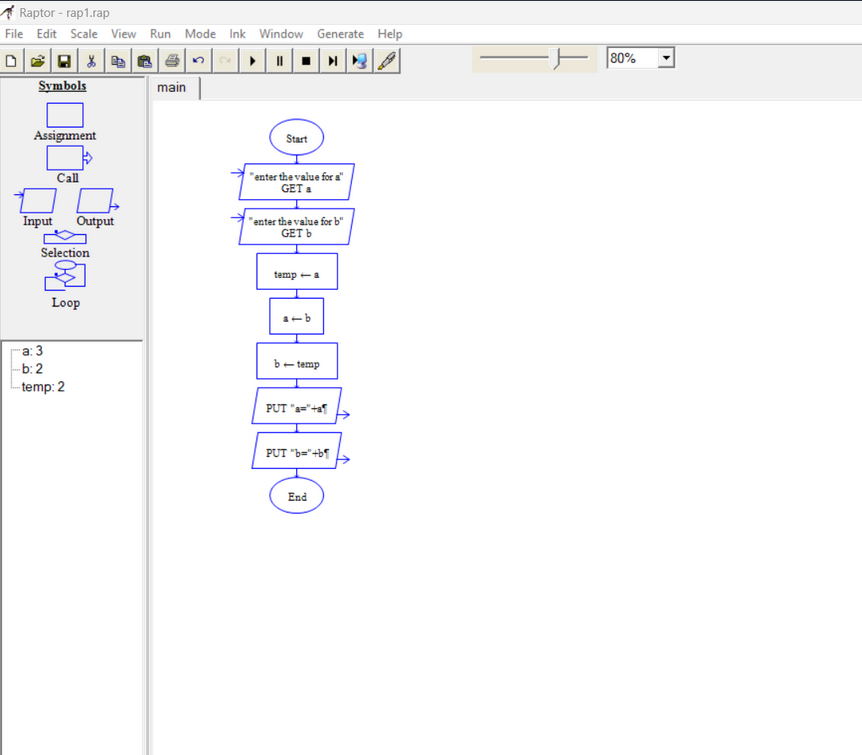 Raptor - rap1.rap
File Edit Scale View Run Mode Ink Window Generate Help
80%
Symbols
Assignment
Call
Input Output
Selection
Loop
a: 3
b: 2
temp: 2
main
Start
"enter the value for a"
GET a
"enter the value for b"
GET b
temp ← a
a ← b
b ← temp
PUT "a="+a¶
PUT "b="+b¶
End